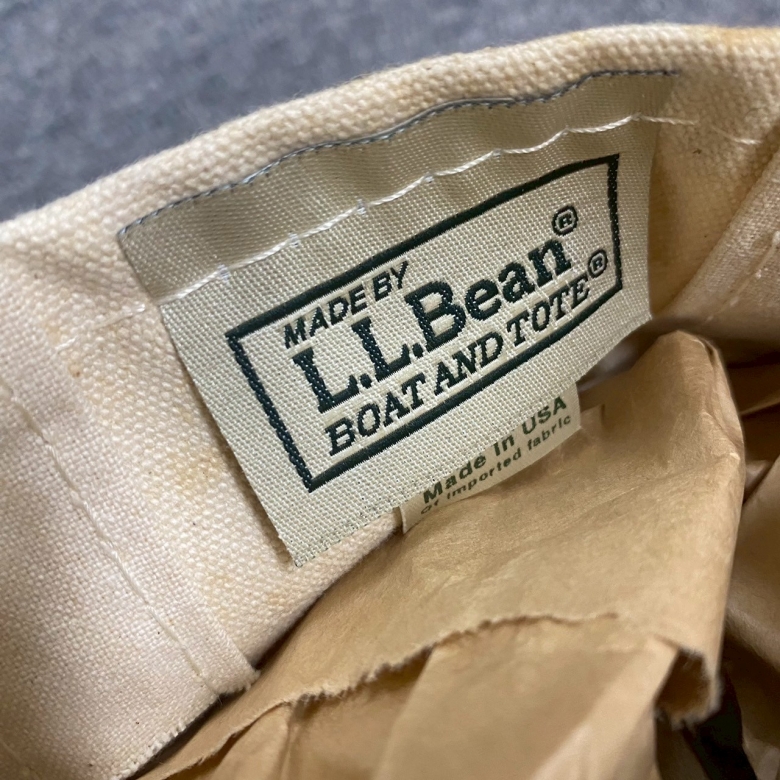 MADE BY
L.L.Bean®
BOAT AND TOTE®
Made in USA
of imported fabric